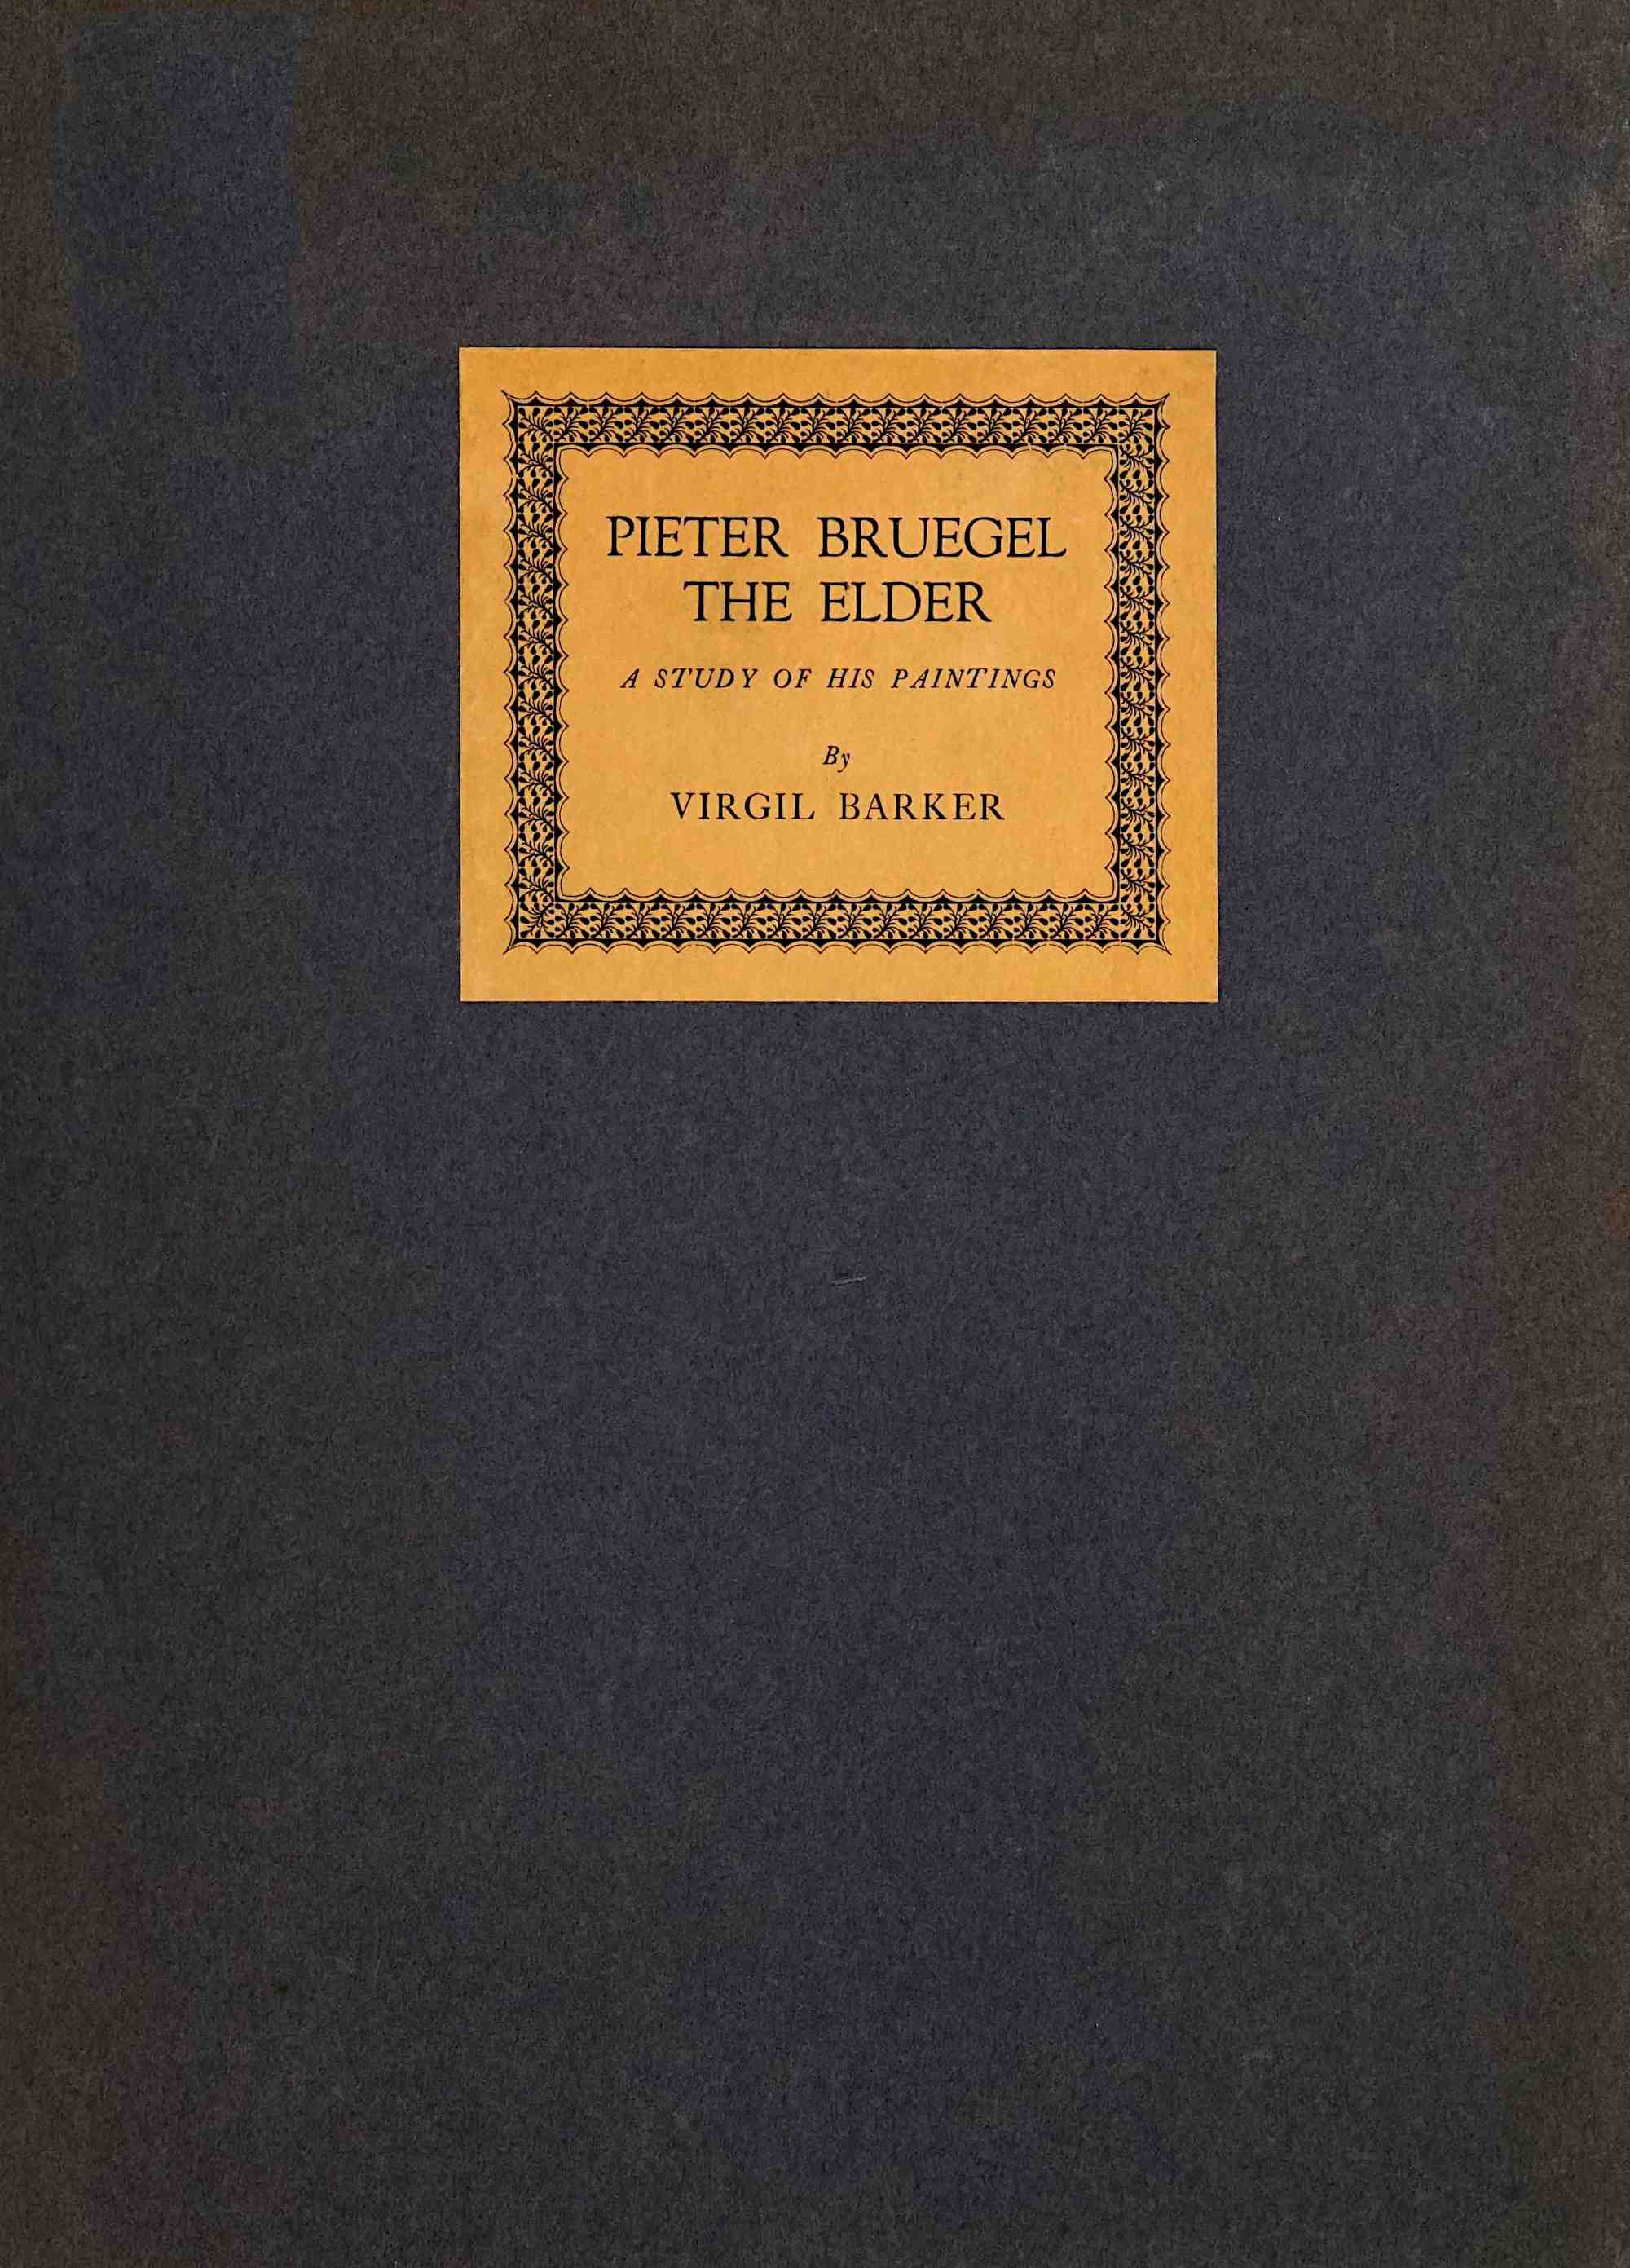 PIETER BRUEGEL
THE ELDER
A STUDY OF HIS PAINTINGS
By
VIRGIL BARKER